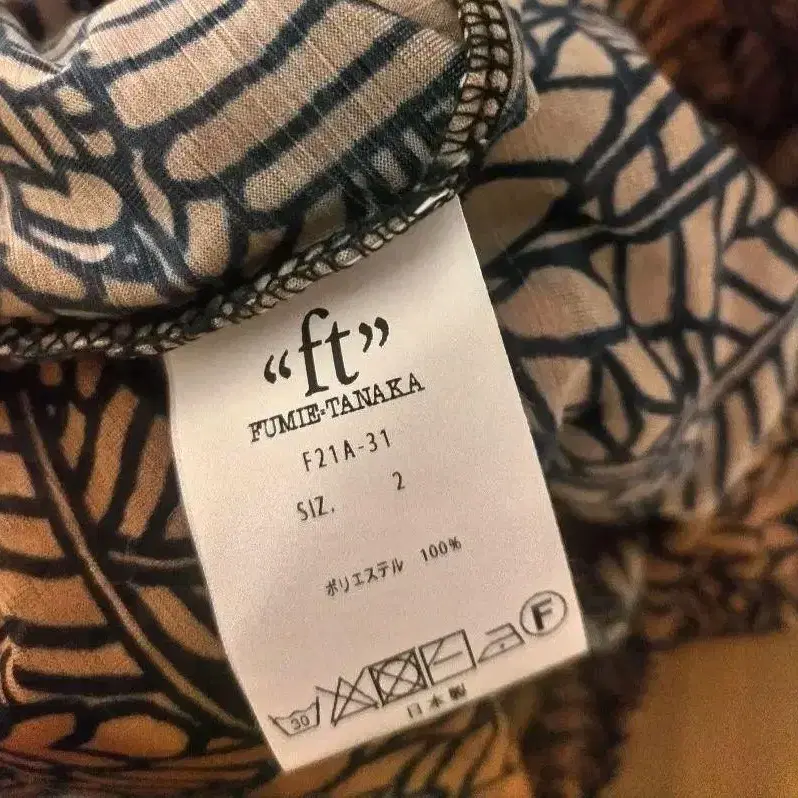 “ft”
FUMIE=TANAKA
F21A-31
SIZ. 2
ポリエステル 100%
30 F
日本製